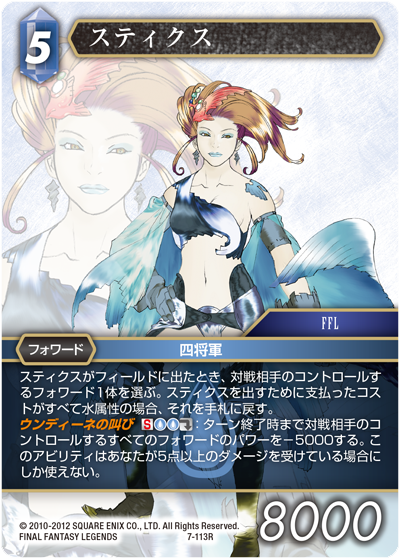 5
スティクス
FFL
フォワード
四将軍
スティクスがフィールドに出たとき、対戦相手のコントロールす
るフォワード1体を選ぶ。スティクスを出すために支払ったコス
トがすべて水属性の場合、それを手札に戻す。
ウンディーネの叫び S:ターン終了時まで対戦相手のコ
ントロールするすべてのフォワードのパワーを－5000する。こ
のアビリティはあなたが5点以上のダメージを受けている場合に
しか使えない。
© 2010-2012 SQUARE ENIX CO., LTD. All Rights Reserved.
FINAL FANTASY LEGENDS
7-113R
8000